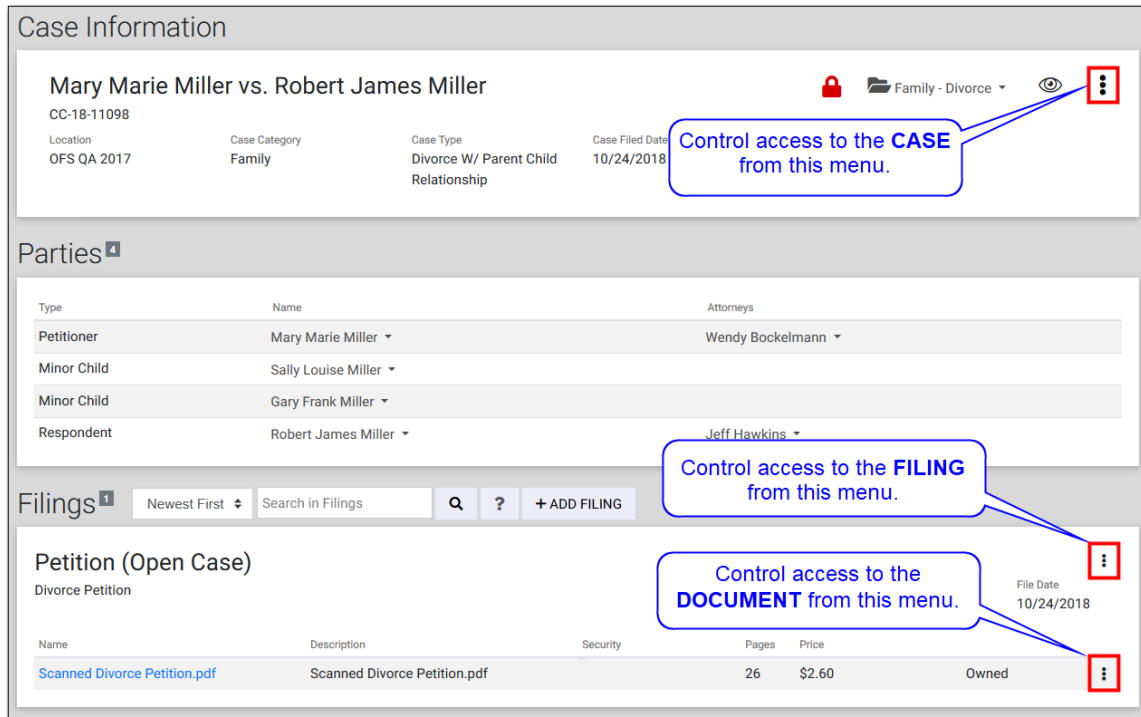 Case Information
Mary Marie Miller vs. Robert James Miller
Family - Divorce
CC-18-11098
Location Case Category Case Type Case Filed Date
OFS QA 2017 Family Divorce W/ Parent Child 10/24/2018
Relationship
Control access to the CASE
from this menu.
Parties 4
Type Name Attorneys
Petitioner Mary Marie Miller Wendy Bockelmann
Minor Child Sally Louise Miller
Minor Child Gary Frank Miller
Respondent Robert James Miller Jeff Hawkins
Control access to the FILING
from this menu.
Filings 1 Newest First Search in Filings ? + ADD FILING
Petition (Open Case)
Divorce Petition
Control access to the
DOCUMENT from this menu.
File Date
10/24/2018
Name Description Security Pages Price
Scanned Divorce Petition.pdf Scanned Divorce Petition.pdf 26 $2.60 Owned